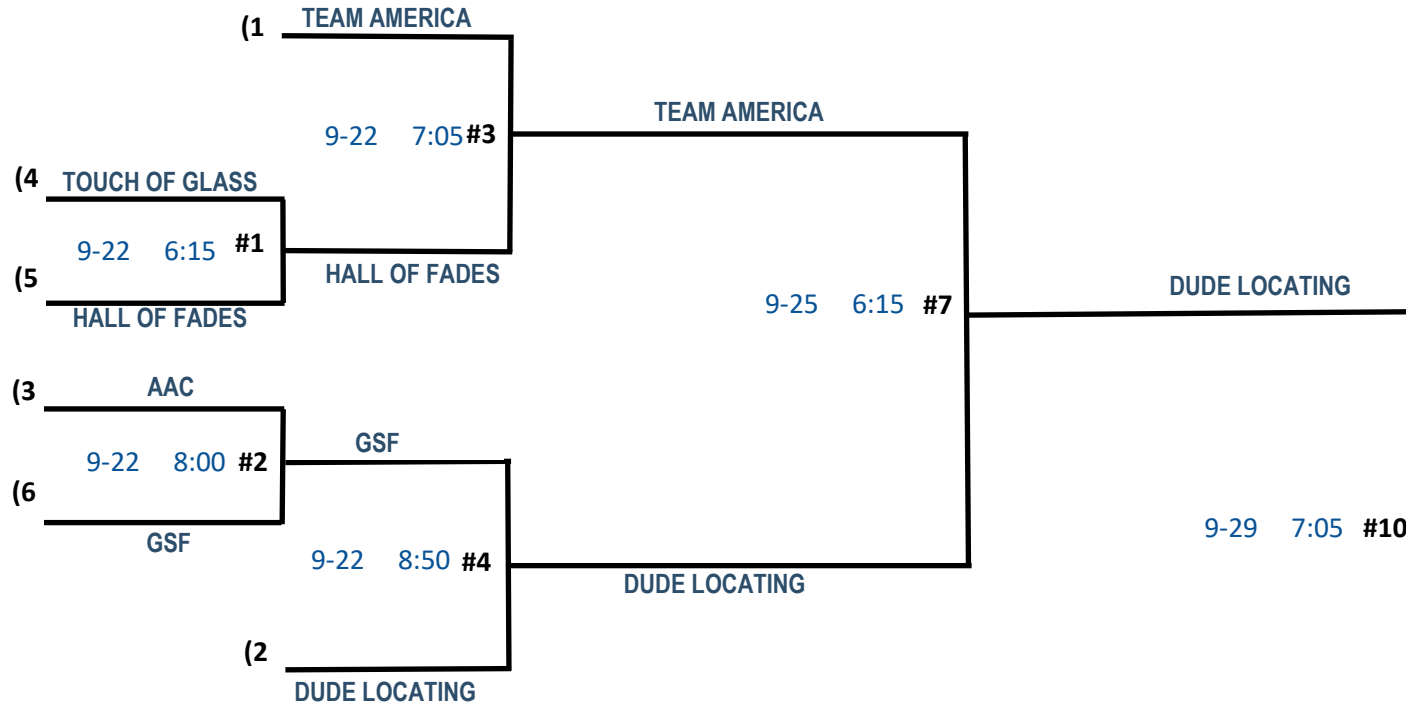 (1 TEAM AMERICA
TEAM AMERICA
9-22 7:05 #3
(4 TOUCH OF GLASS
9-22 6:15 #1
HALL OF FADES
(5
HALL OF FADES
DUDE LOCATING
9-25 6:15 #7
(3 AAC
GSF
9-22 8:00 #2
(6
GSF
9-29 7:05 #10
9-22 8:50 #4
DUDE LOCATING
(2
DUDE LOCATING